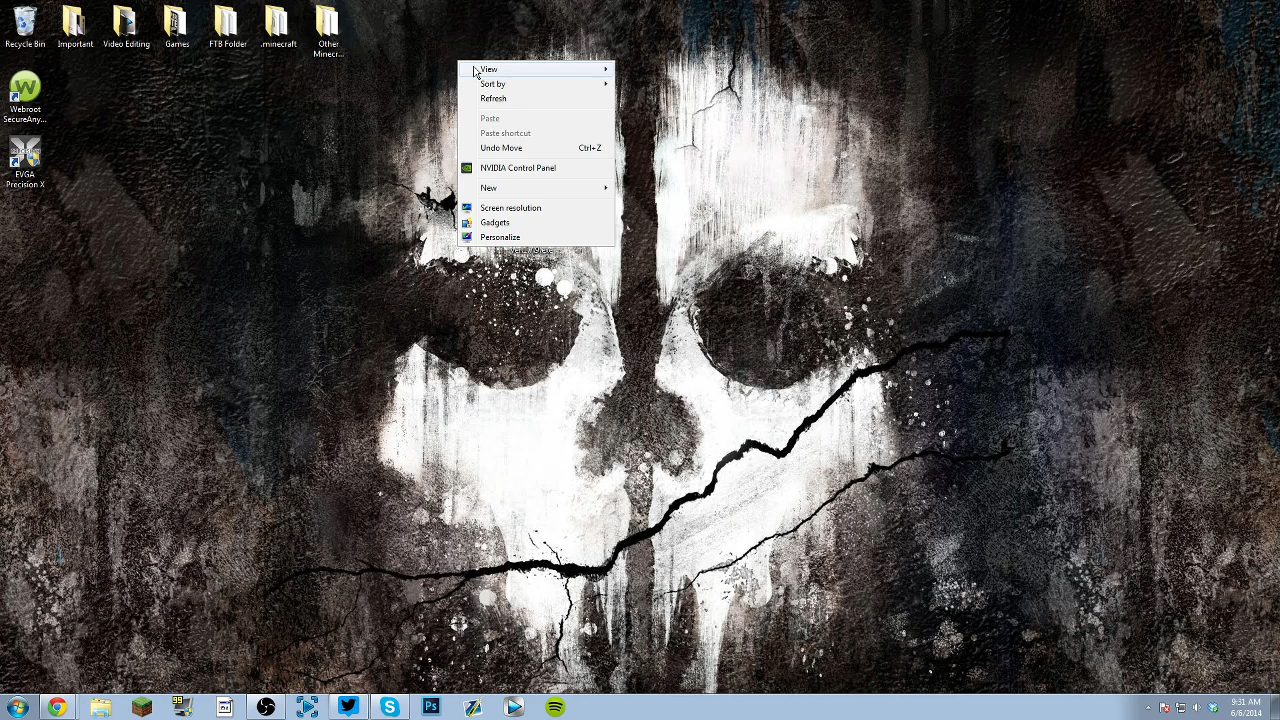 Recycle Bin
Important
Video Editing
Games
FTB Folder
.minecraft
Other
Minecr...
Webroot
SecureAny...
EVGA
Precision X
View
Sort by
Refresh
Paste
Paste shortcut
Undo Move Ctrl+Z
NVIDIA Control Panel
New
Screen resolution
Gadgets
Personalize
99
Ps
9:31 AM
6/6/2014